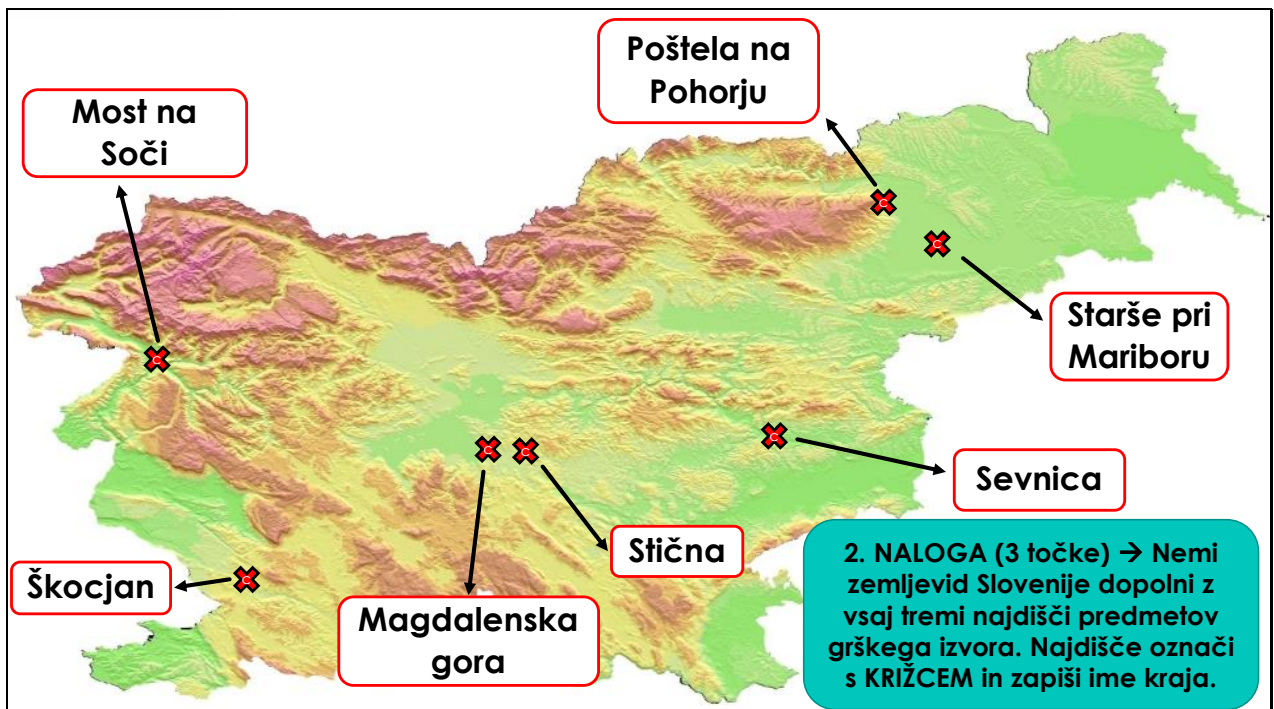 Poštela na
Pohorju
Most na
Soči
Starše pri
Mariboru
Sevnica
Stična
Škocjan
Magdalenska
gora
2. NALOGA (3 točke) → Nemi
zemljevid Slovenije dopolni z
vsaj tremi najdišči predmetov
grškega izvora. Najdišče označi
s KRIŽCEM in zapiši ime kraja.
c
c
c
c
c
c
c